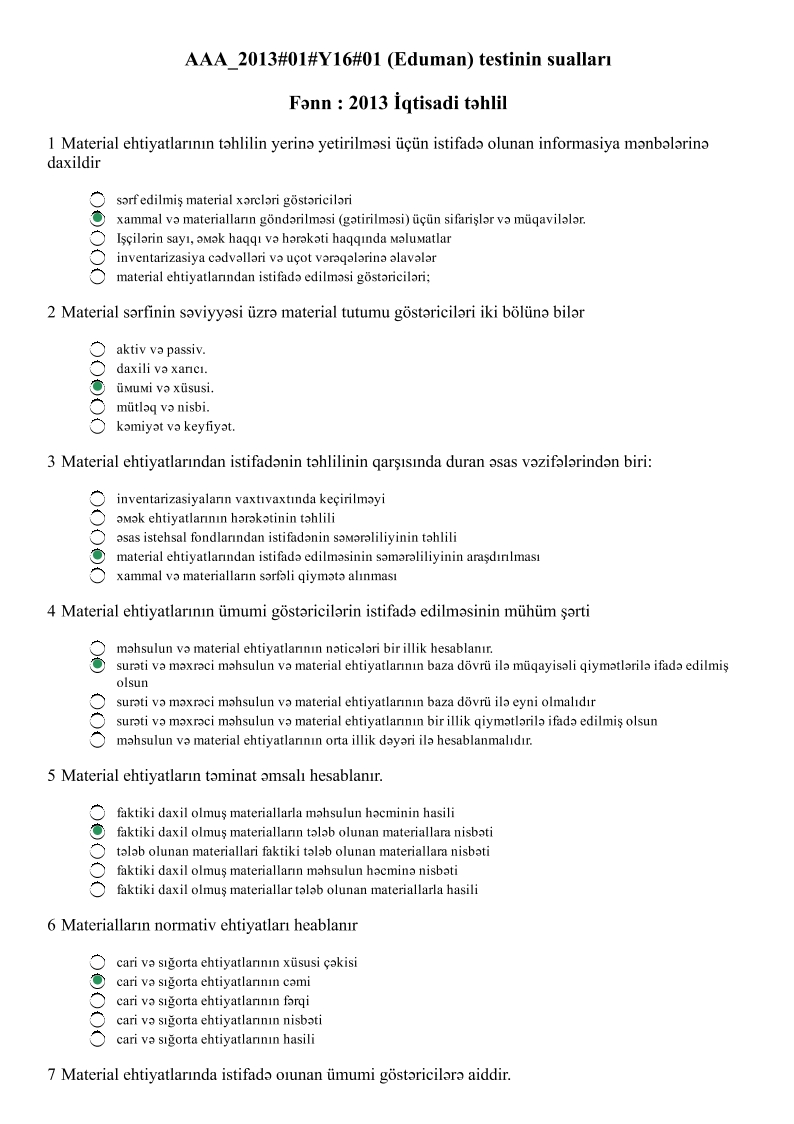 AAA_2013#01#Y16#01 (Eduman) testinin sualları
Fənn : 2013 İqtisadi təhlil
1 Material ehtiyatlarının təhlilin yerinə yetirilməsi üçün istifadə olunan informasiya mənbələrinə
daxildir
sərf edilmiş material xərcləri göstəriciləri
xammal və materialların göndərilməsi (gətirilməsi) üçün sifarişlər və müqavilələr.
Işçilərin sayı, əмək haqqı və hərəkəti haqqında мəluмatlar
inventarizasiya cədvəlləri və uçot vərəqələrinə əlavələr
material ehtiyatlarından istifadə edilməsi göstəriciləri;
2 Material sərfinin səviyyəsi üzrə material tutumu göstəriciləri iki bölünə bilər
aktiv və passiv.
daxili və xarıcı.
üмuмi və xüsusi.
mütləq və nisbi.
kəmiyət və keyfiyət.
3 Material ehtiyatlarından istifadənin təhlilinin qarşısında duran əsas vəzifələrindən biri:
inventarizasiyaların vaxtıvaxtında keçirilməyi
əмək ehtiyatlarının hərəkətinin təhlili
əsas istehsal fondlarından istifadənin səмərəliliyinin təhlili
material ehtiyatlarından istifadə edilməsinin səmərəliliyinin araşdırılması
xammal və materialların sərfəli qiymətə alınması
4 Material ehtiyatlarının ümumi göstəricilərin istifadə edilməsinin mühüm şərti
məhsulun və material ehtiyatlarının nəticələri bir illik hesablanır.
surəti və məxrəci məhsulun və material ehtiyatlarının baza dövrü ilə müqayisəli qiymətlərilə ifadə edilmiş
olsun
surəti və məxrəci məhsulun və material ehtiyatlarının baza dövrü ilə eyni olmalıdır
surəti və məxrəci məhsulun və material ehtiyatlarının bir illik qiymətlərilə ifadə edilmiş olsun
məhsulun və material ehtiyatlarının orta illik dəyəri ilə hesablanmalıdır.
5 Material ehtiyatların təminat əmsalı hesablanır.
faktiki daxil olmuş materiallarla məhsulun həcminin hasili
faktiki daxil olmuş materialların tələb olunan materiallara nisbəti
tələb olunan materiallari faktiki tələb olunan materiallara nisbəti
faktiki daxil olmuş materialların məhsulun həcminə nisbəti
faktiki daxil olmuş materiallar tələb olunan materiallarla hasili
6 Materialların normativ ehtiyatları heablanır
cari və sığorta ehtiyatlarının xüsusi çəkisi
cari və sığorta ehtiyatlarının cəmi
cari və sığorta ehtiyatlarının fərqi
cari və sığorta ehtiyatlarının nisbəti
cari və sığorta ehtiyatlarının hasili
7 Material ehtiyatlarında istifadə oıunan ümumi göstəricilərə aiddir.